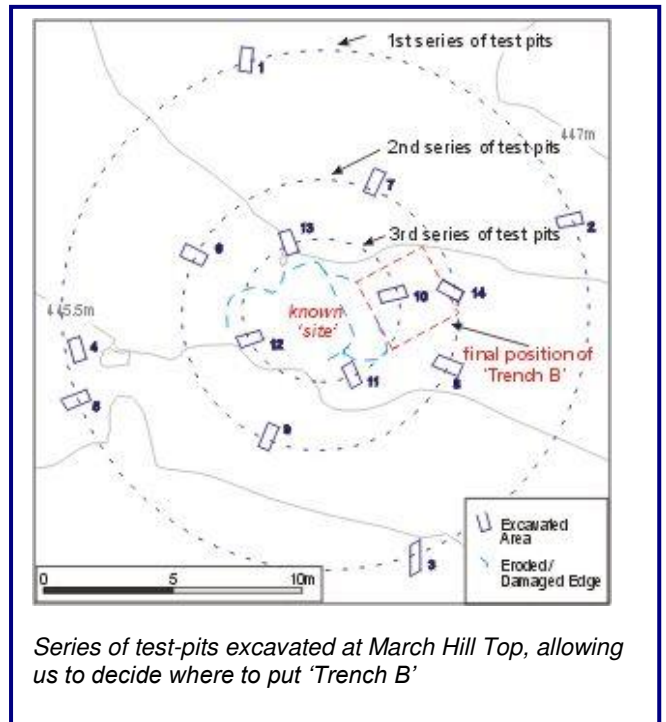 1st series of test pits
1
447m
2nd series of test pits
7
2
13
3rd series of test pits
6
10
14
known
'site'
445.5m
12
final position of
'Trench B'
4
11
8
5
9
Excavated
Area
Eroded/
Damaged Edge
0 5 10m
3
Series of test-pits excavated at March Hill Top, allowing
us to decide where to put ‘Trench B’